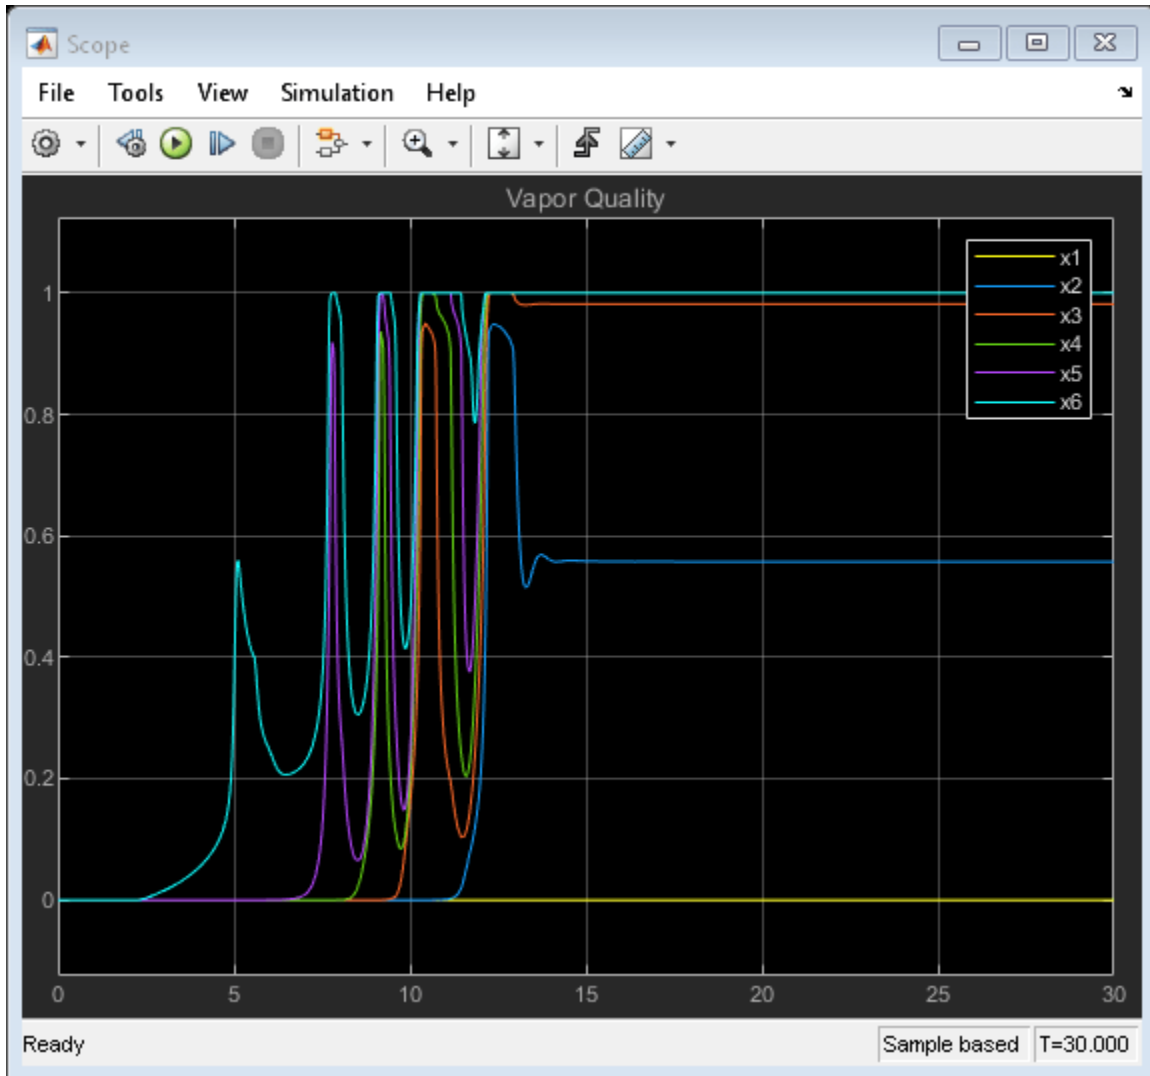 Scope
File Tools View Simulation Help
Vapor Quality
x1
x2
x3
x4
x5
x6
1
0.8
0.6
0.4
0.2
0
0 5 10 15 20 25 30
Ready Sample based T=30.000